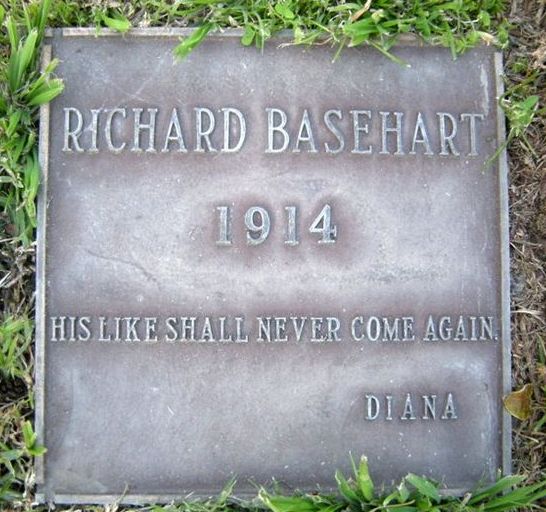 RICHARD BASEHART
1914
HIS LIKE SHALL NEVER COME AGAIN.
DIANA